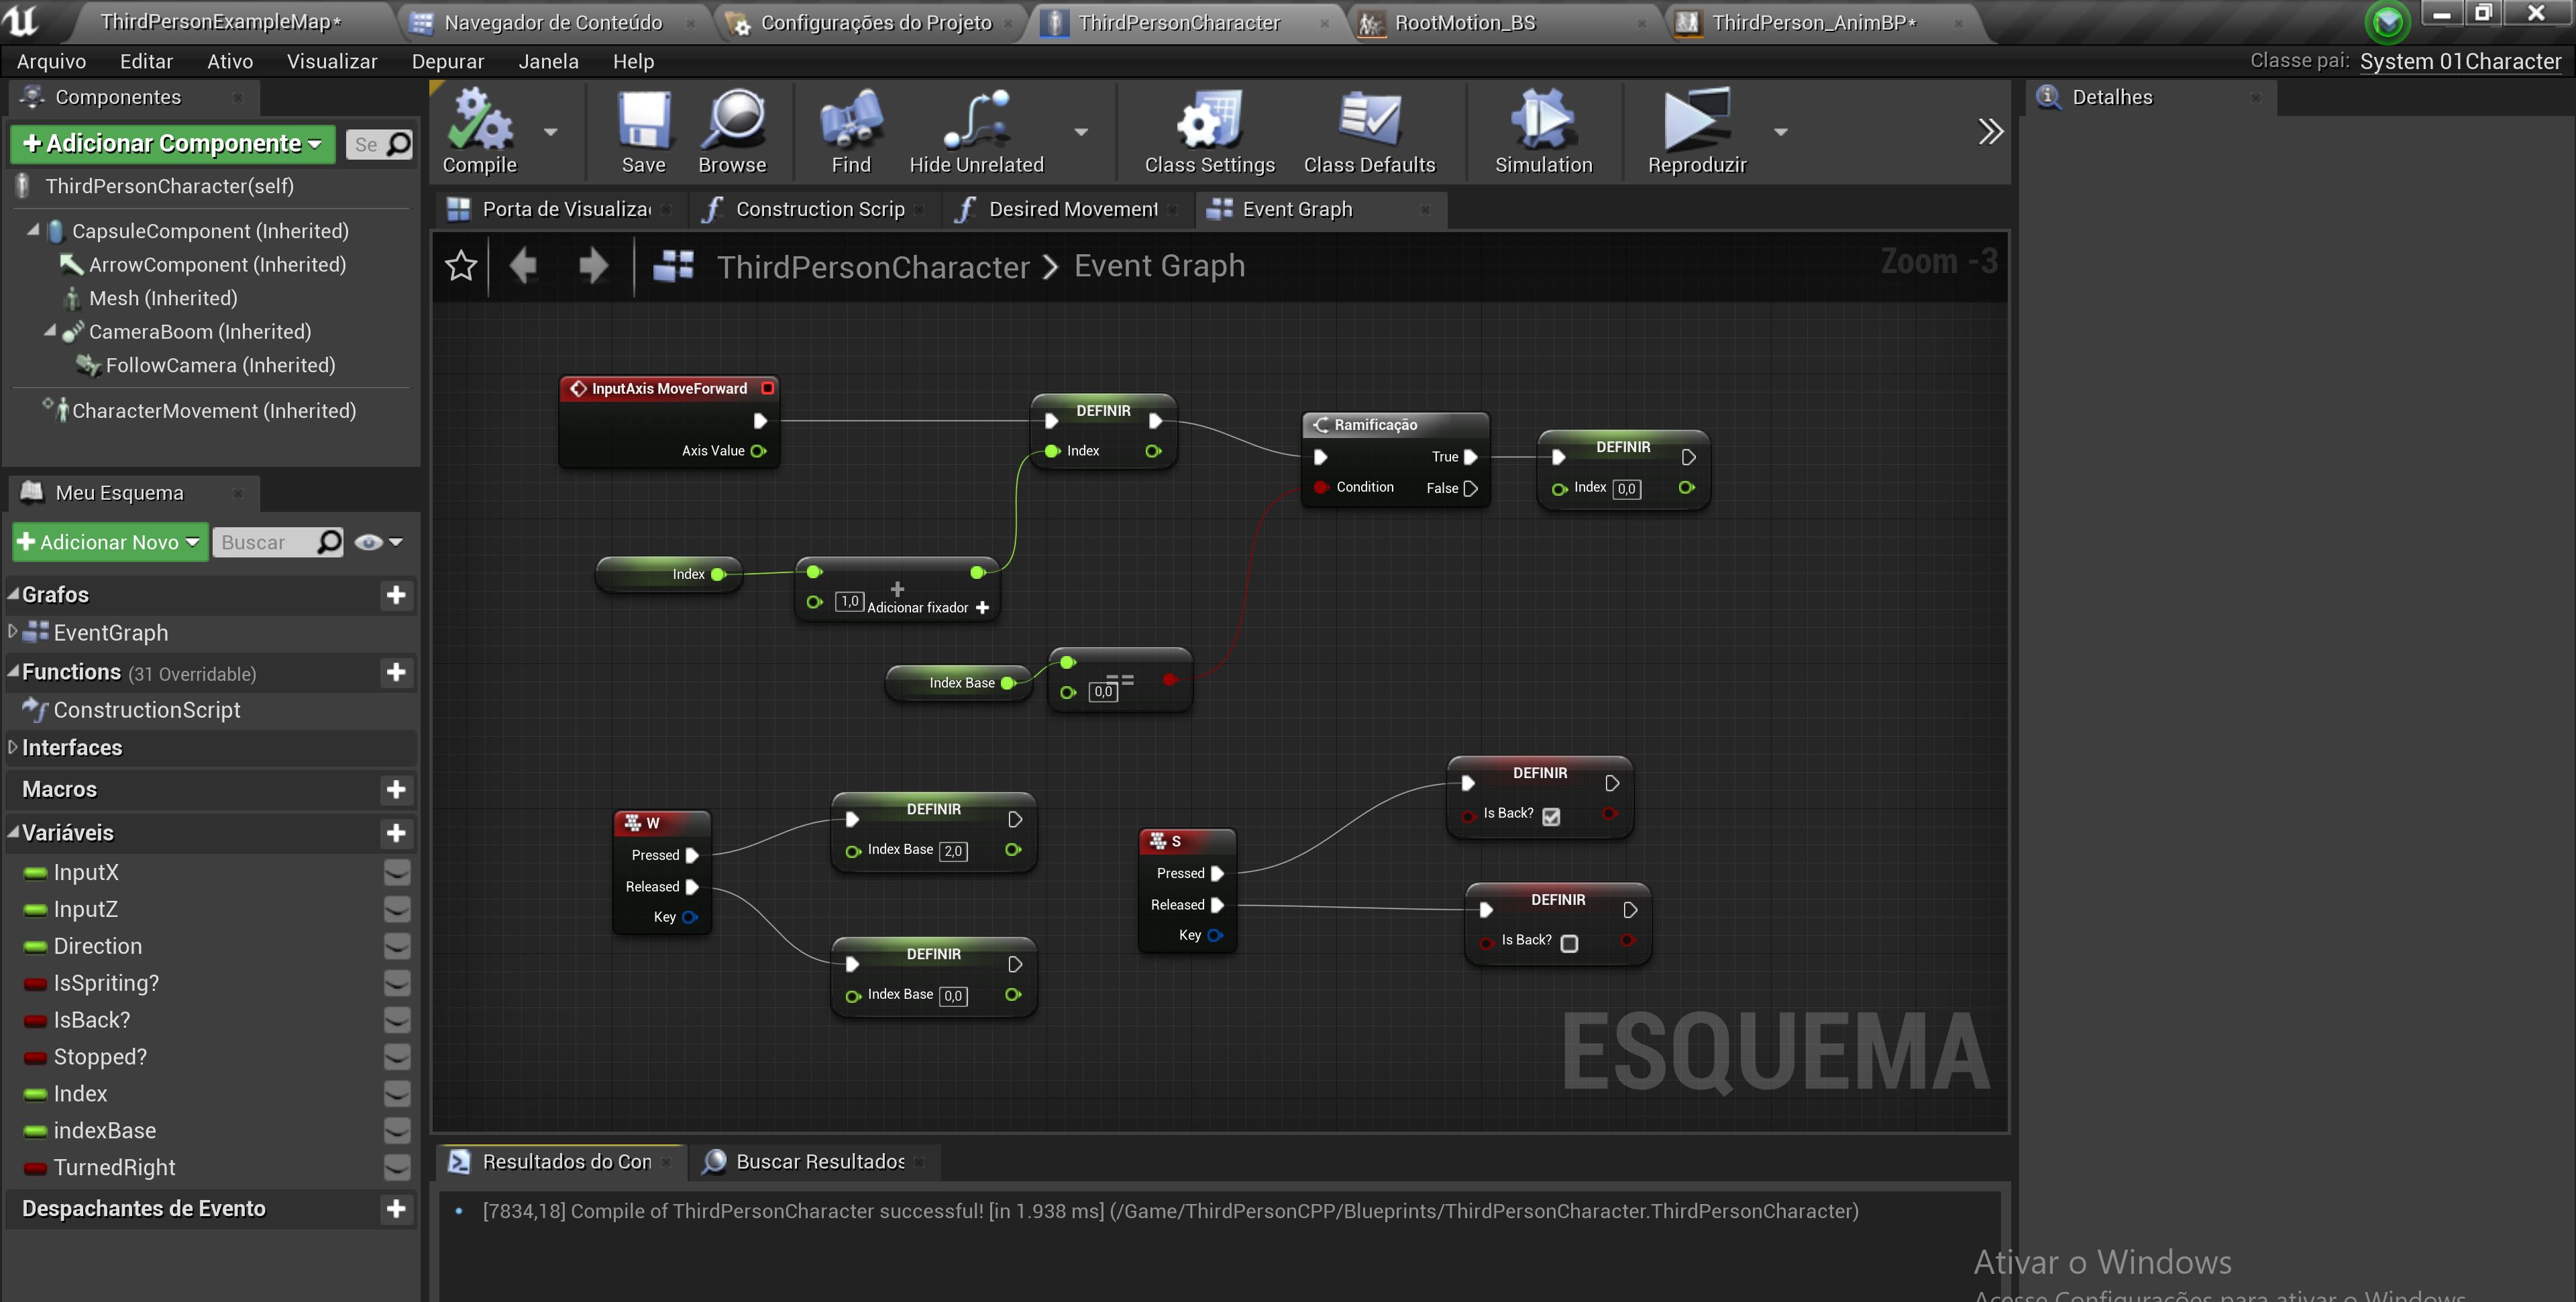 ThirdPersonExampleMap*
Navegador de Conteúdo
Configurações do Projeto
ThirdPersonCharacter
RootMotion_BS
ThirdPerson_AnimBP*
Arquivo Editar Ativo Visualizar Depurar Janela Help
Classe pai: System 01Character
Componentes
Adicionar Componente
Se
ThirdPersonCharacter(self)
CapsuleComponent (Inherited)
ArrowComponent (Inherited)
Mesh (Inherited)
CameraBoom (Inherited)
FollowCamera (Inherited)
CharacterMovement (Inherited)
Meu Esquema
Adicionar Novo
Buscar
Grafos
EventGraph
Functions (31 Overridable)
ConstructionScript
Interfaces
Macros
Variáveis
InputX
InputZ
Direction
IsSpriting?
IsBack?
Stopped?
Index
indexBase
TurnedRight
Despachantes de Evento
Compile
Save
Browse
Find
Hide Unrelated
Class Settings
Class Defaults
Simulation
Reproduzir
Porta de Visualiza
Construction Scrip
Desired Movement
Event Graph
ThirdPersonCharacter > Event Graph
Zoom -3
InputAxis MoveForward
Axis Value
DEFINIR
Index
Ramificação
True
Condition
False
DEFINIR
Index 0,0
Index
+
1,0
Adicionar fixador +
Index Base
==
0,0
W
Pressed
Released
Key
DEFINIR
Index Base 2,0
DEFINIR
Index Base 0,0
S
Pressed
Released
Key
DEFINIR
Is Back?
DEFINIR
Is Back?
ESQUEMA
Resultados do Con
Buscar Resultados
[7834,18] Compile of ThirdPersonCharacter successful! [in 1.938 ms] (/Game/ThirdPersonCPP/Blueprints/ThirdPersonCharacter.ThirdPersonCharacter)
Detalhes
Ativar o Windows
Acesse Configurações para ativar o Windows